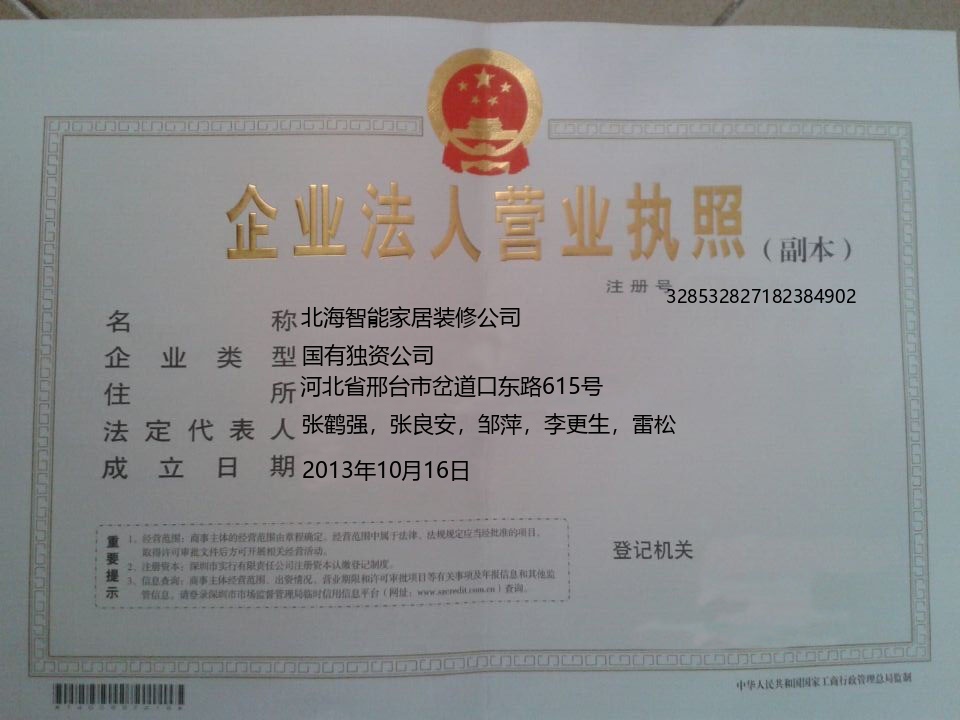 企业法人营业执照
（副本）
注册号
328532827182384902
名称 北海智能家居装修公司
企业类型 国有独资公司
住所 河北省邢台市岔道口东路615号
法定代表人 张鹤强，张良安，邹萍，李更生，雷松
成立日期 2013年10月16日
重要提示
1、经营范围：商事主体的经营范围由章程确定。经营范围中属于法律、法规规定应当经批准的项目，
取得许可审批文件后方可开展相关经营活动。
2、注册资本：深圳市实行有限责任公司注册资本认缴登记制度。
3、信息查询：商事主体经营范围、出资情况、营业期限和许可审批项目等有关事项及年报信息和其他监
管信息，请登录深圳市市场监督管理局临时信用信息平台（网址：www.szcredit.com.cn）查询。
登记机关
中华人民共和国国家工商行政管理总局监制